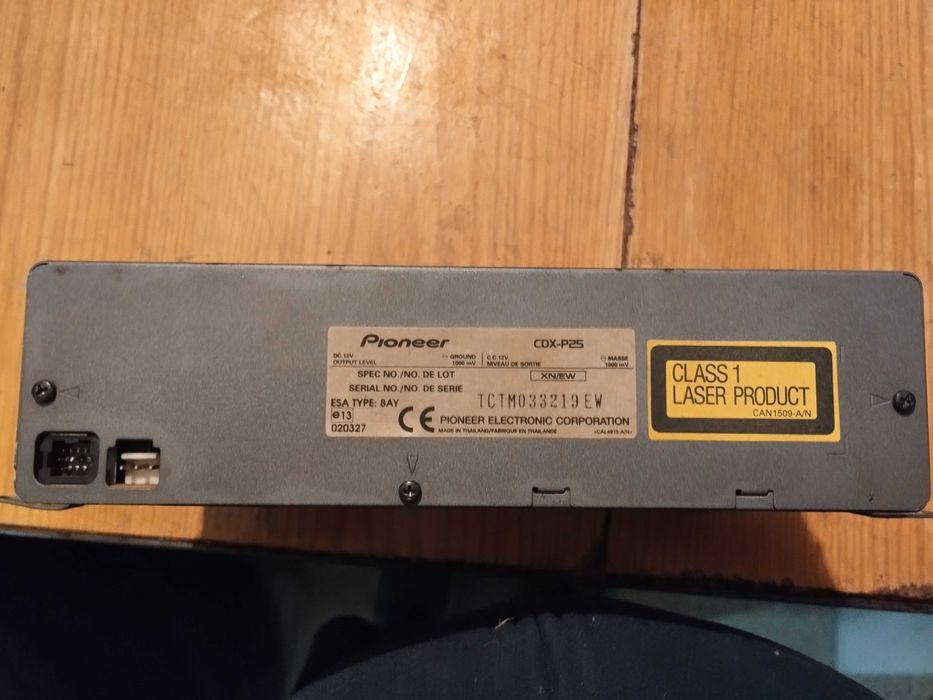 Pioneer CDX-P25
DC.12V ⊖ GROUND C.C.12V ⊖ MASSE
OUTPUT LEVEL 1000 mV NIVEAU DE SORTIE 1000 mV
SPEC NO./NO. DE LOT XN/EW
SERIAL NO./NO. DE SERIE TCTM033219EW
ESA TYPE: 8AY
e13
020327
CE
PIONEER ELECTRONIC CORPORATION
MADE IN THAILAND/FABRIQUE EN THAILANDE <CAL4915-A/N>
CLASS 1
LASER PRODUCT
CAN1509-A/N